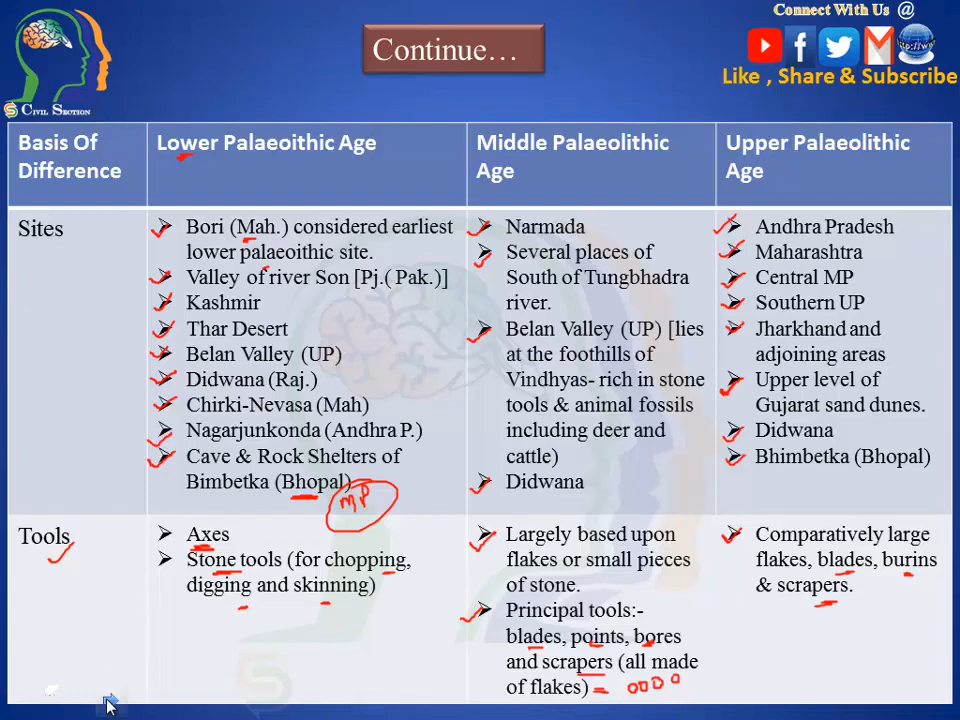 Connect With Us @
Continue…
http://ww
Like , Share & Subscribe
CIVIL SECTION
Basis Of
Difference
Lower Palaeoithic Age
Middle Palaeolithic
Age
Upper Palaeolithic
Age
Sites
Bori (Mah.) considered earliest
lower palaeoithic site.
Valley of river Son [Pj.( Pak.)]
Kashmir
Thar Desert
Belan Valley (UP)
Didwana (Raj.)
Chirki-Nevasa (Mah)
Nagarjunkonda (Andhra P.)
Cave & Rock Shelters of
Bimbetka (Bhopal)
MP
Narmada
Several places of
South of Tungbhadra
river.
Belan Valley (UP) [lies
at the foothills of
Vindhyas- rich in stone
tools & animal fossils
including deer and
cattle)
Didwana
Andhra Pradesh
Maharashtra
Central MP
Southern UP
Jharkhand and
adjoining areas
Upper level of
Gujarat sand dunes.
Didwana
Bhimbetka (Bhopal)
Tools
Axes
Stone tools (for chopping,
digging and skinning)
Largely based upon
flakes or small pieces
of stone.
Principal tools:-
blades, points, bores
and scrapers (all made
of flakes)
Comparatively large
flakes, blades, burins
& scrapers.